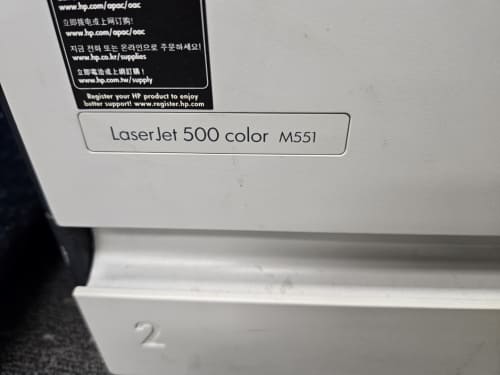 www.hp.com/apac/oac
立即拨电或上网订购!
www.hp.com/apac/oac
지금 전화 또는 온라인으로 주문하세요!
www.hp.co.kr/supplies
立即電洽或上網訂購！
www.hp.com.tw/supply
Register your HP product to enjoy
better support! www.register.hp.com
LaserJet 500 color M551
2